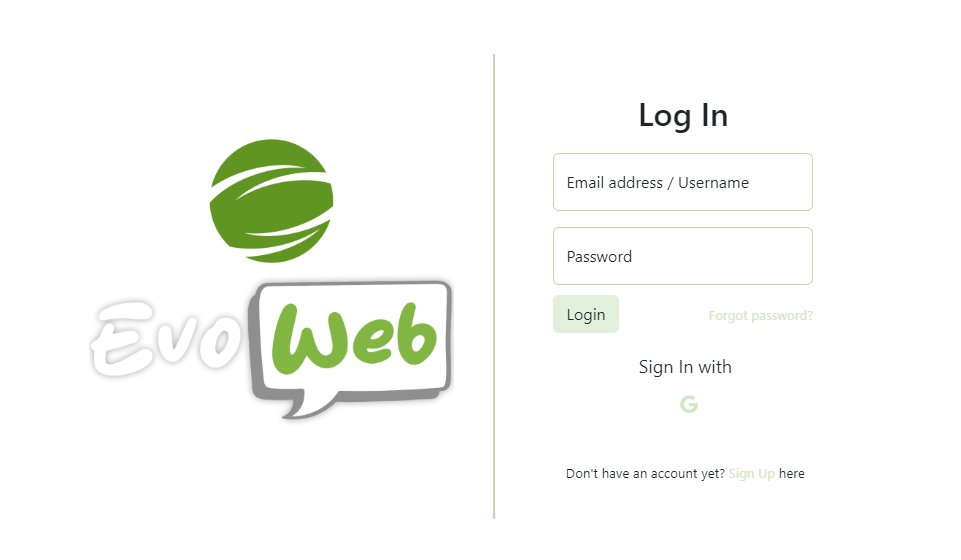 Evo Web
Log In
Email address / Username
Password
Login
Forgot password?
Sign In with
G
Don't have an account yet? Sign Up here